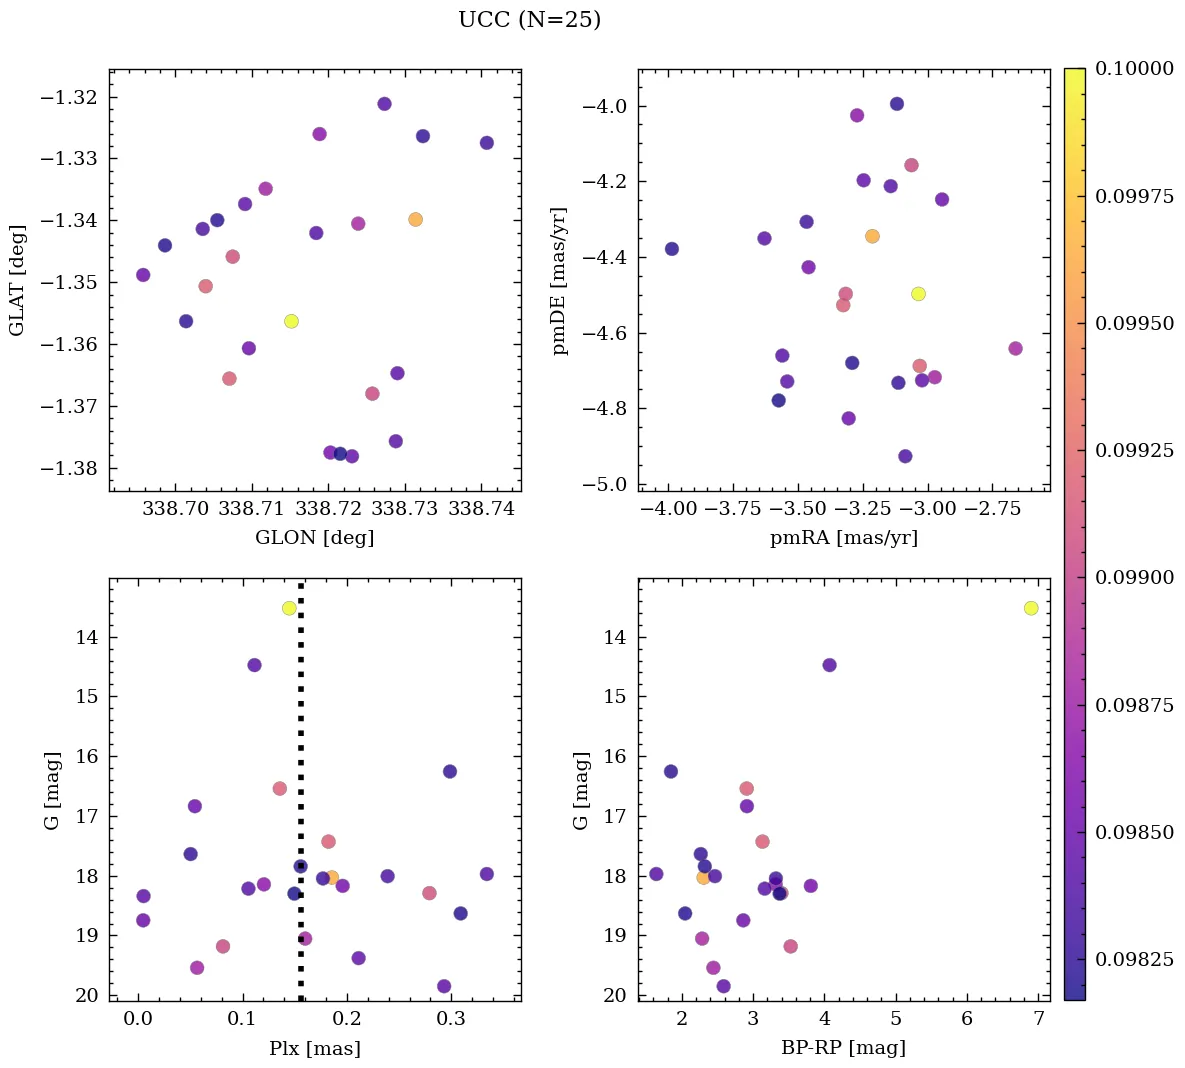 UCC (N=25)
−1.32
−1.33
−1.34
−1.35
−1.36
−1.37
−1.38
GLAT [deg]
338.70 338.71 338.72 338.73 338.74
GLON [deg]
−4.0
−4.2
−4.4
−4.6
−4.8
−5.0
pmDE [mas/yr]
−4.00 −3.75 −3.50 −3.25 −3.00 −2.75
pmRA [mas/yr]
14
15
16
17
18
19
20
G [mag]
0.0 0.1 0.2 0.3
Plx [mas]
14
15
16
17
18
19
20
G [mag]
2 3 4 5 6 7
BP-RP [mag]
0.10000
0.09975
0.09950
0.09925
0.09900
0.09875
0.09850
0.09825